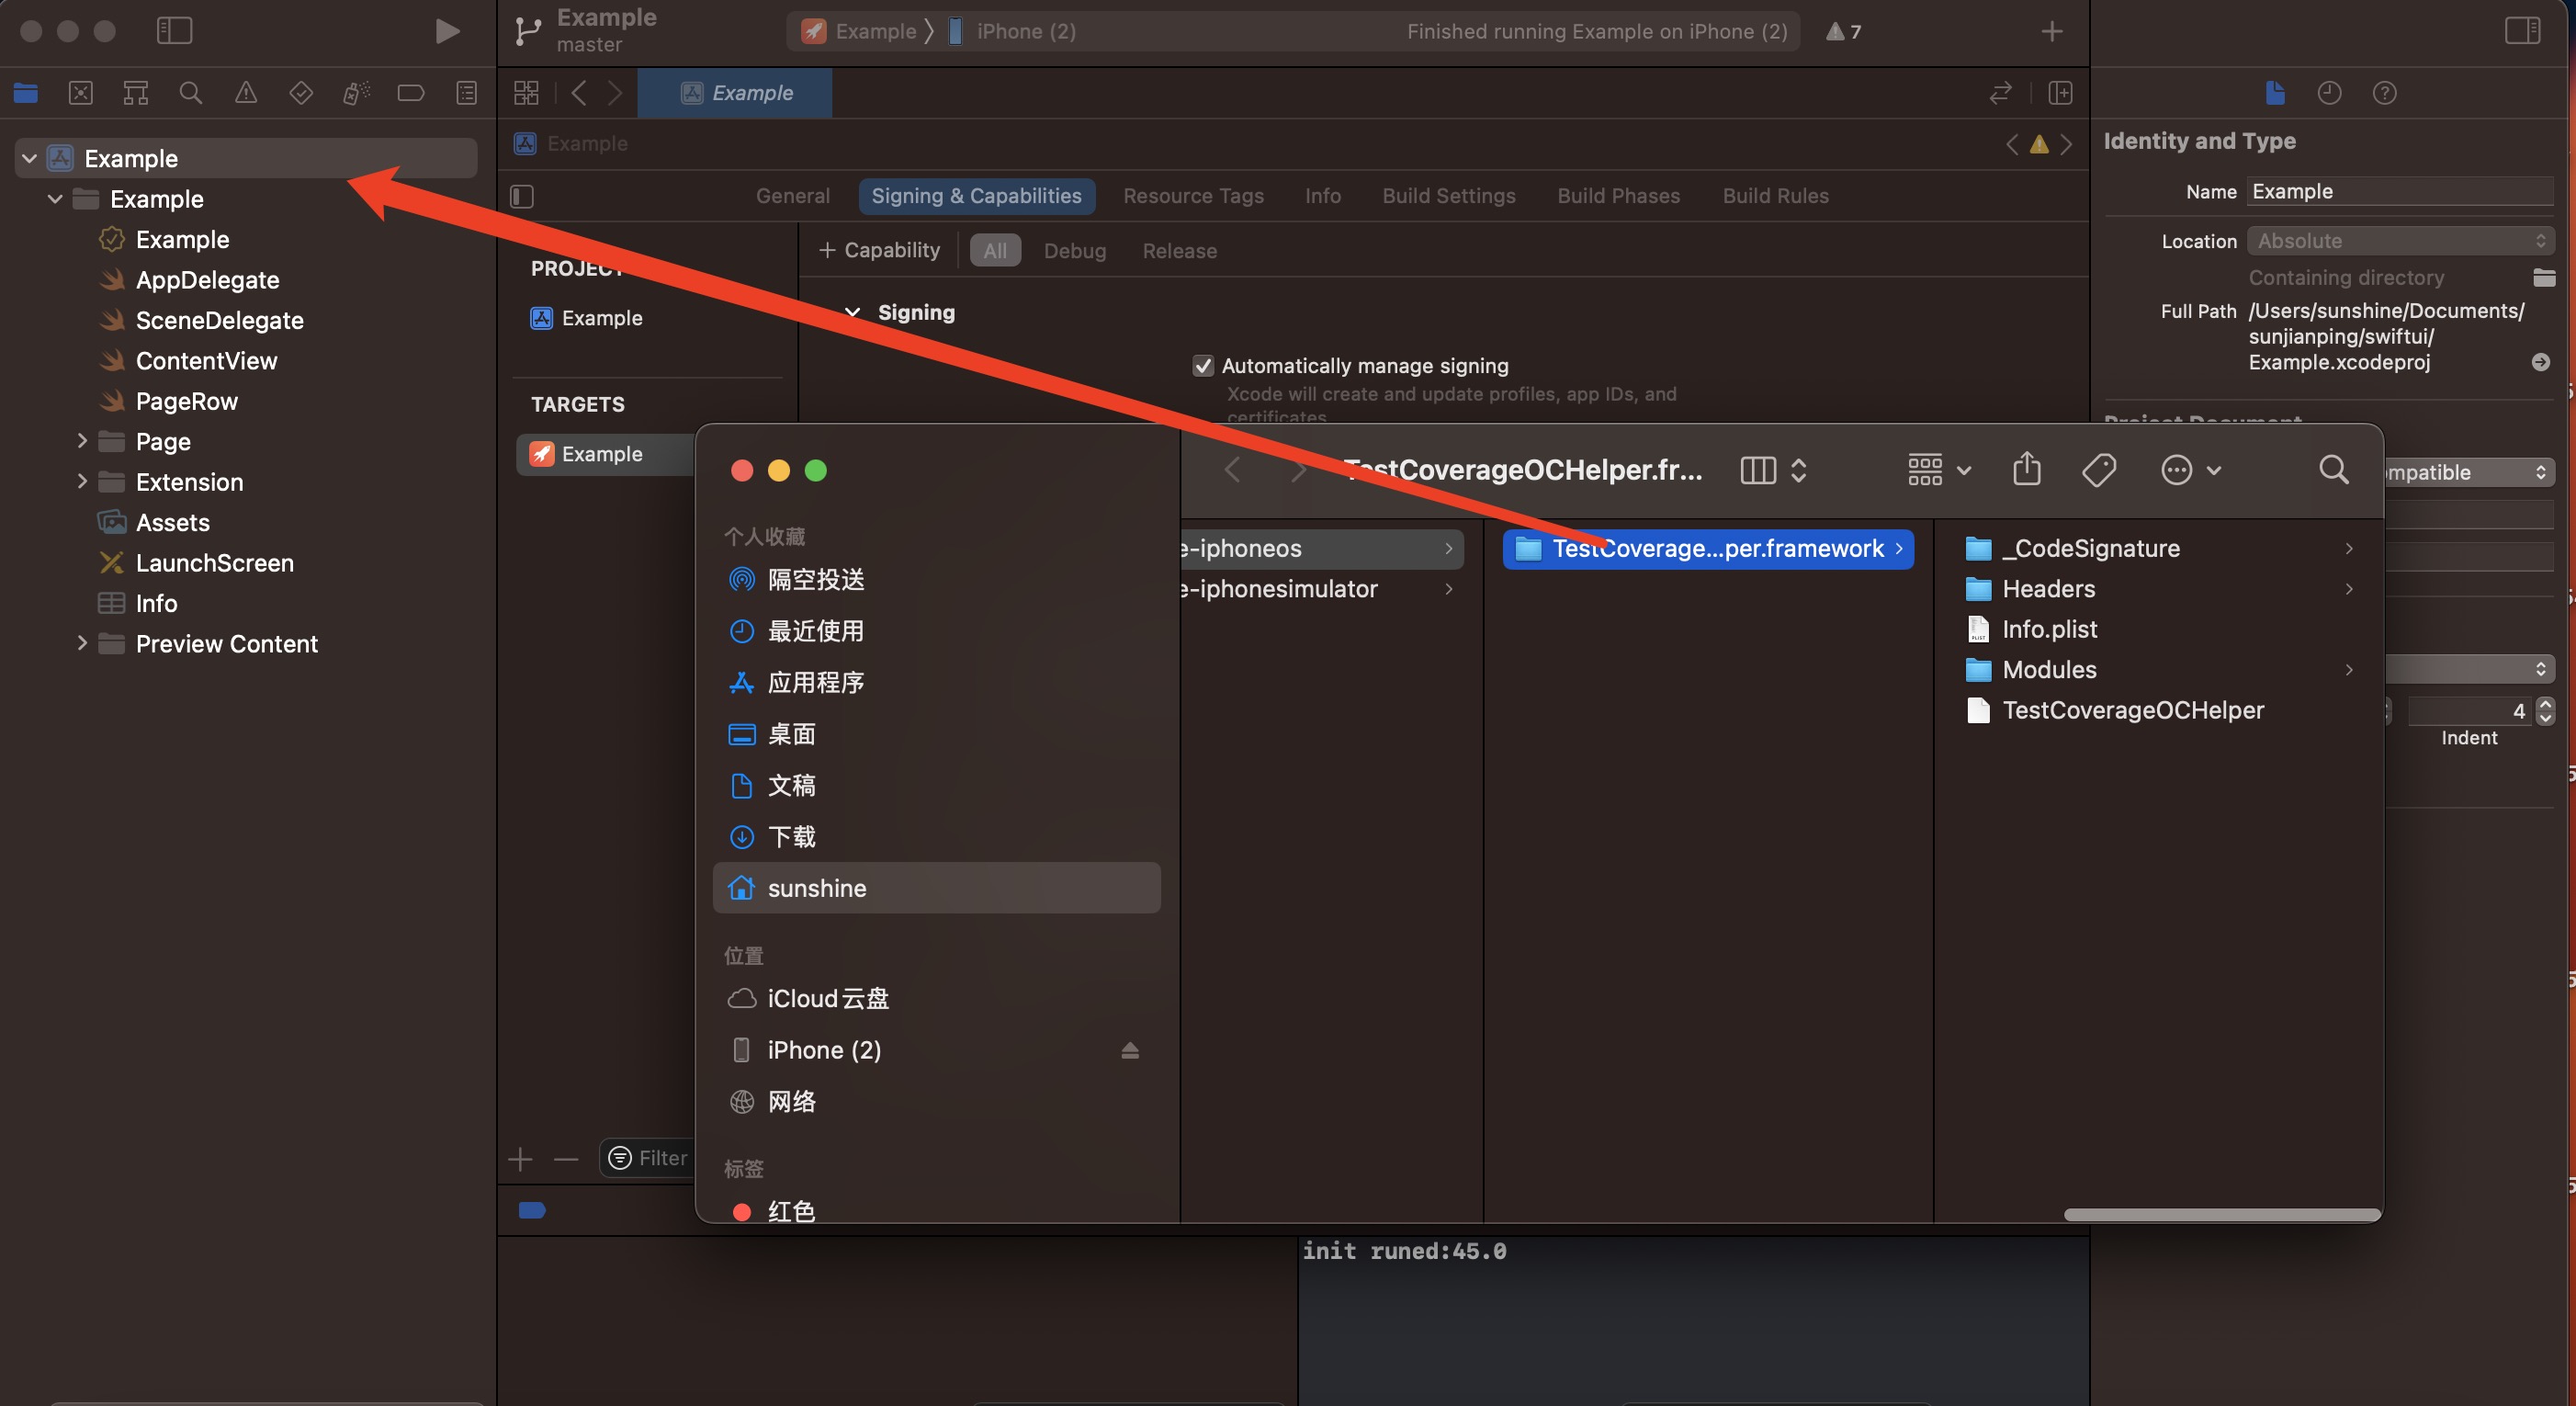 Example
master
Example
iPhone (2)
Finished running Example on iPhone (2)
7
Example
Example
Example
Example
AppDelegate
SceneDelegate
ContentView
PageRow
Page
Extension
Assets
LaunchScreen
Info
Preview Content
Example
General
Signing & Capabilities
Resource Tags
Info
Build Settings
Build Phases
Build Rules
PROJECT
Example
TARGETS
Example
Filter
+ Capability
All
Debug
Release
Signing
Automatically manage signing
Xcode will create and update profiles, app IDs, and
certificates.
Identity and Type
Name Example
Location Absolute
Containing directory
Full Path /Users/sunshine/Documents/
sunjianping/swiftui/
Example.xcodeproj
Project Document
mpatible
4
Indent
TestCoverageOCHelper.fr...
个人收藏
隔空投送
最近使用
应用程序
桌面
文稿
下载
sunshine
位置
iCloud云盘
iPhone (2)
网络
标签
红色
e-iphoneos
e-iphonesimulator
TestCoverage...per.framework
_CodeSignature
Headers
Info.plist
Modules
TestCoverageOCHelper
init runed:45.0